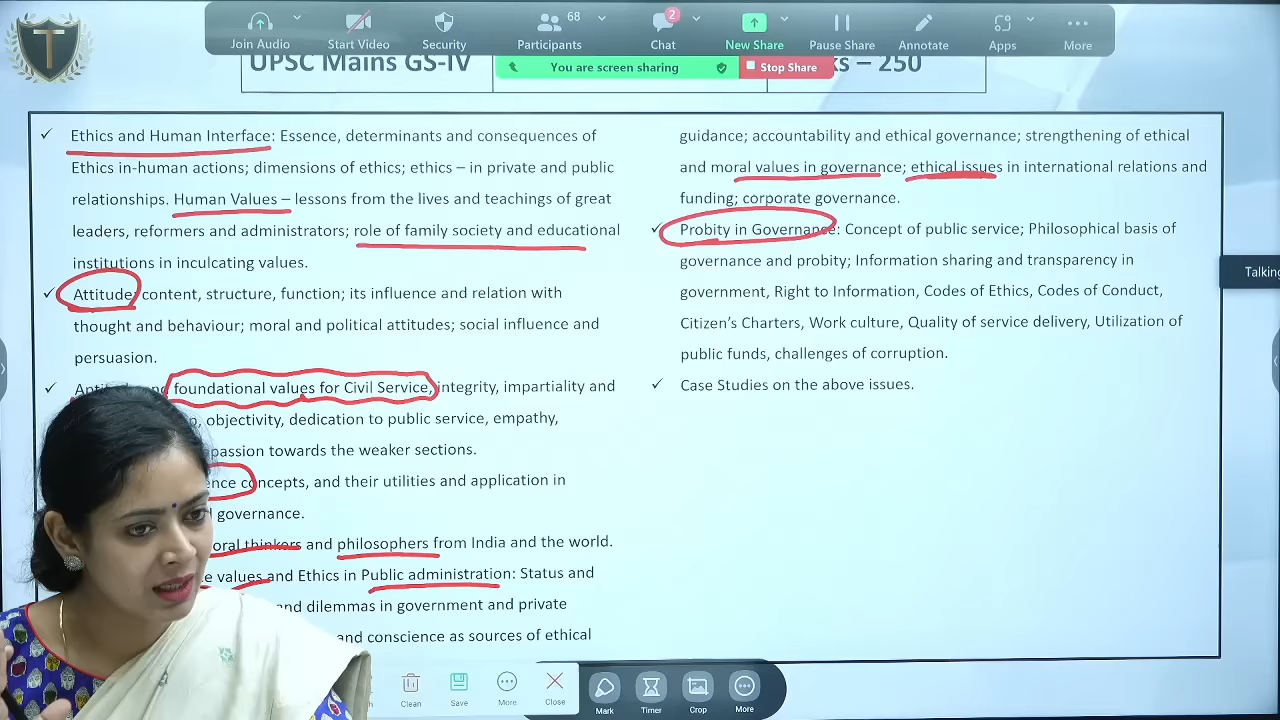 T
Join Audio
Start Video
Security
68
Participants
2
Chat
New Share
Pause Share
Annotate
Apps
More
UPSC Mains GS-IV
You are screen sharing
Stop Share
s – 250
Ethics and Human Interface: Essence, determinants and consequences of
Ethics in-human actions; dimensions of ethics; ethics – in private and public
relationships. Human Values – lessons from the lives and teachings of great
leaders, reformers and administrators; role of family society and educational
institutions in inculcating values.
Attitude: content, structure, function; its influence and relation with
thought and behaviour; moral and political attitudes; social influence and
persuasion.
foundational values for Civil Service, integrity, impartiality and
objectivity, dedication to public service, empathy,
passion towards the weaker sections.
ence concepts, and their utilities and application in
governance.
oral thinkers and philosophers from India and the world.
values and Ethics in Public administration: Status and
and dilemmas in government and private
and conscience as sources of ethical
guidance; accountability and ethical governance; strengthening of ethical
and moral values in governance; ethical issues in international relations and
funding; corporate governance.
Probity in Governance: Concept of public service; Philosophical basis of
governance and probity; Information sharing and transparency in
government, Right to Information, Codes of Ethics, Codes of Conduct,
Citizen's Charters, Work culture, Quality of service delivery, Utilization of
public funds, challenges of corruption.
Case Studies on the above issues.
Talking
Clean
Save
More
Close
Mark
Timer
Crop
More